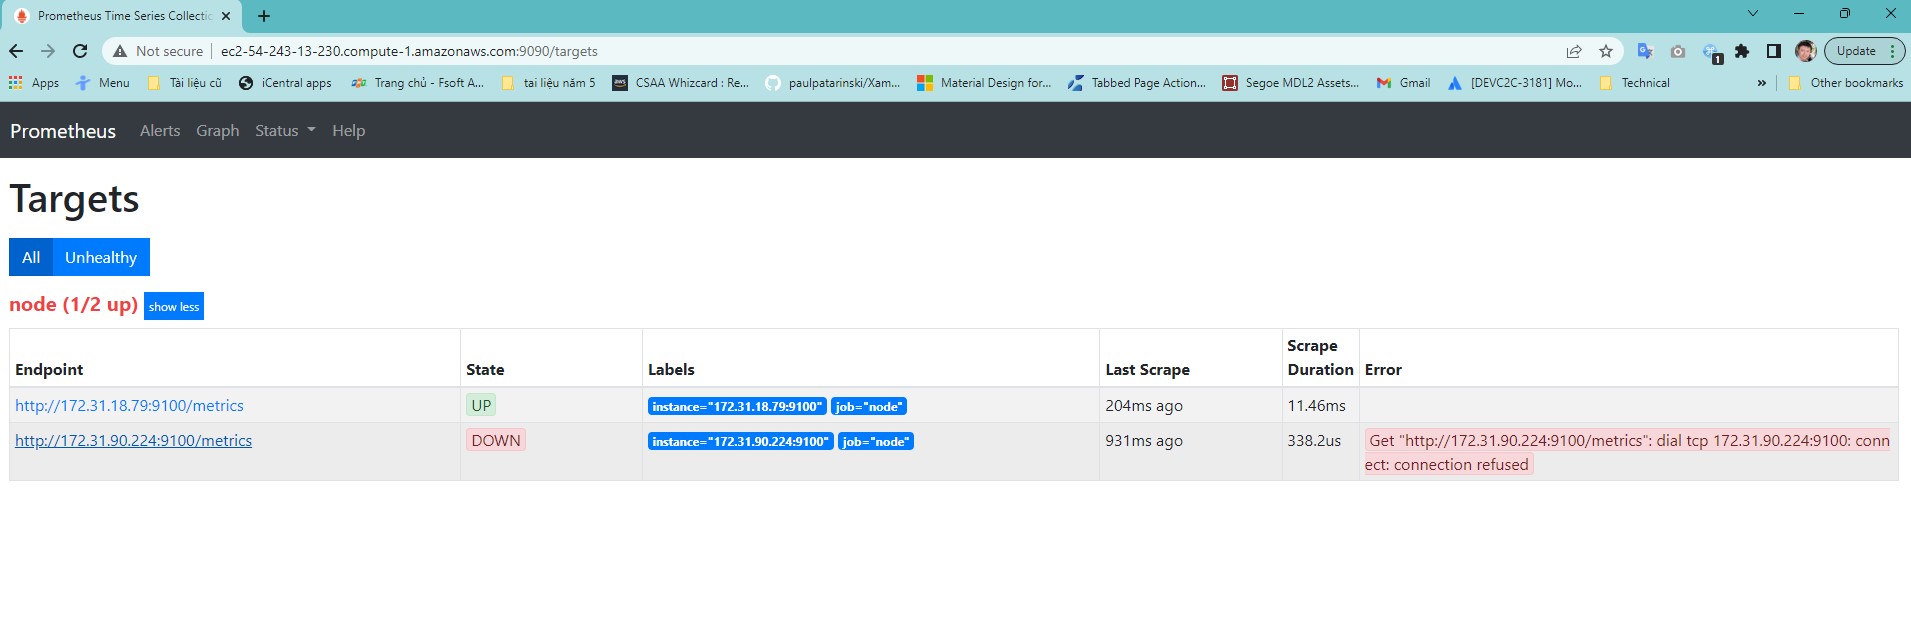 Prometheus Time Series Collectio
Not secure ec2-54-243-13-230.compute-1.amazonaws.com:9090/targets
Update
1
Apps Menu Tài liệu cũ iCentral apps Trang chủ - Fsoft A... tai liệu năm 5 CSAA Whizcard : Re... paulpatarinski/Xam... Material Design for... Tabbed Page Action... Segoe MDL2 Assets... Gmail [DEVC2C-3181] Mo... Technical » Other bookmarks
Prometheus Alerts Graph Status Help
Targets
All Unhealthy
node (1/2 up) show less
Scrape
Endpoint State Labels Last Scrape Duration Error
http://172.31.18.79:9100/metrics UP instance="172.31.18.79:9100" job="node" 204ms ago 11.46ms
http://172.31.90.224:9100/metrics DOWN instance="172.31.90.224:9100" job="node" 931ms ago 338.2us Get "http://172.31.90.224:9100/metrics": dial tcp 172.31.90.224:9100: conn
ect: connection refused